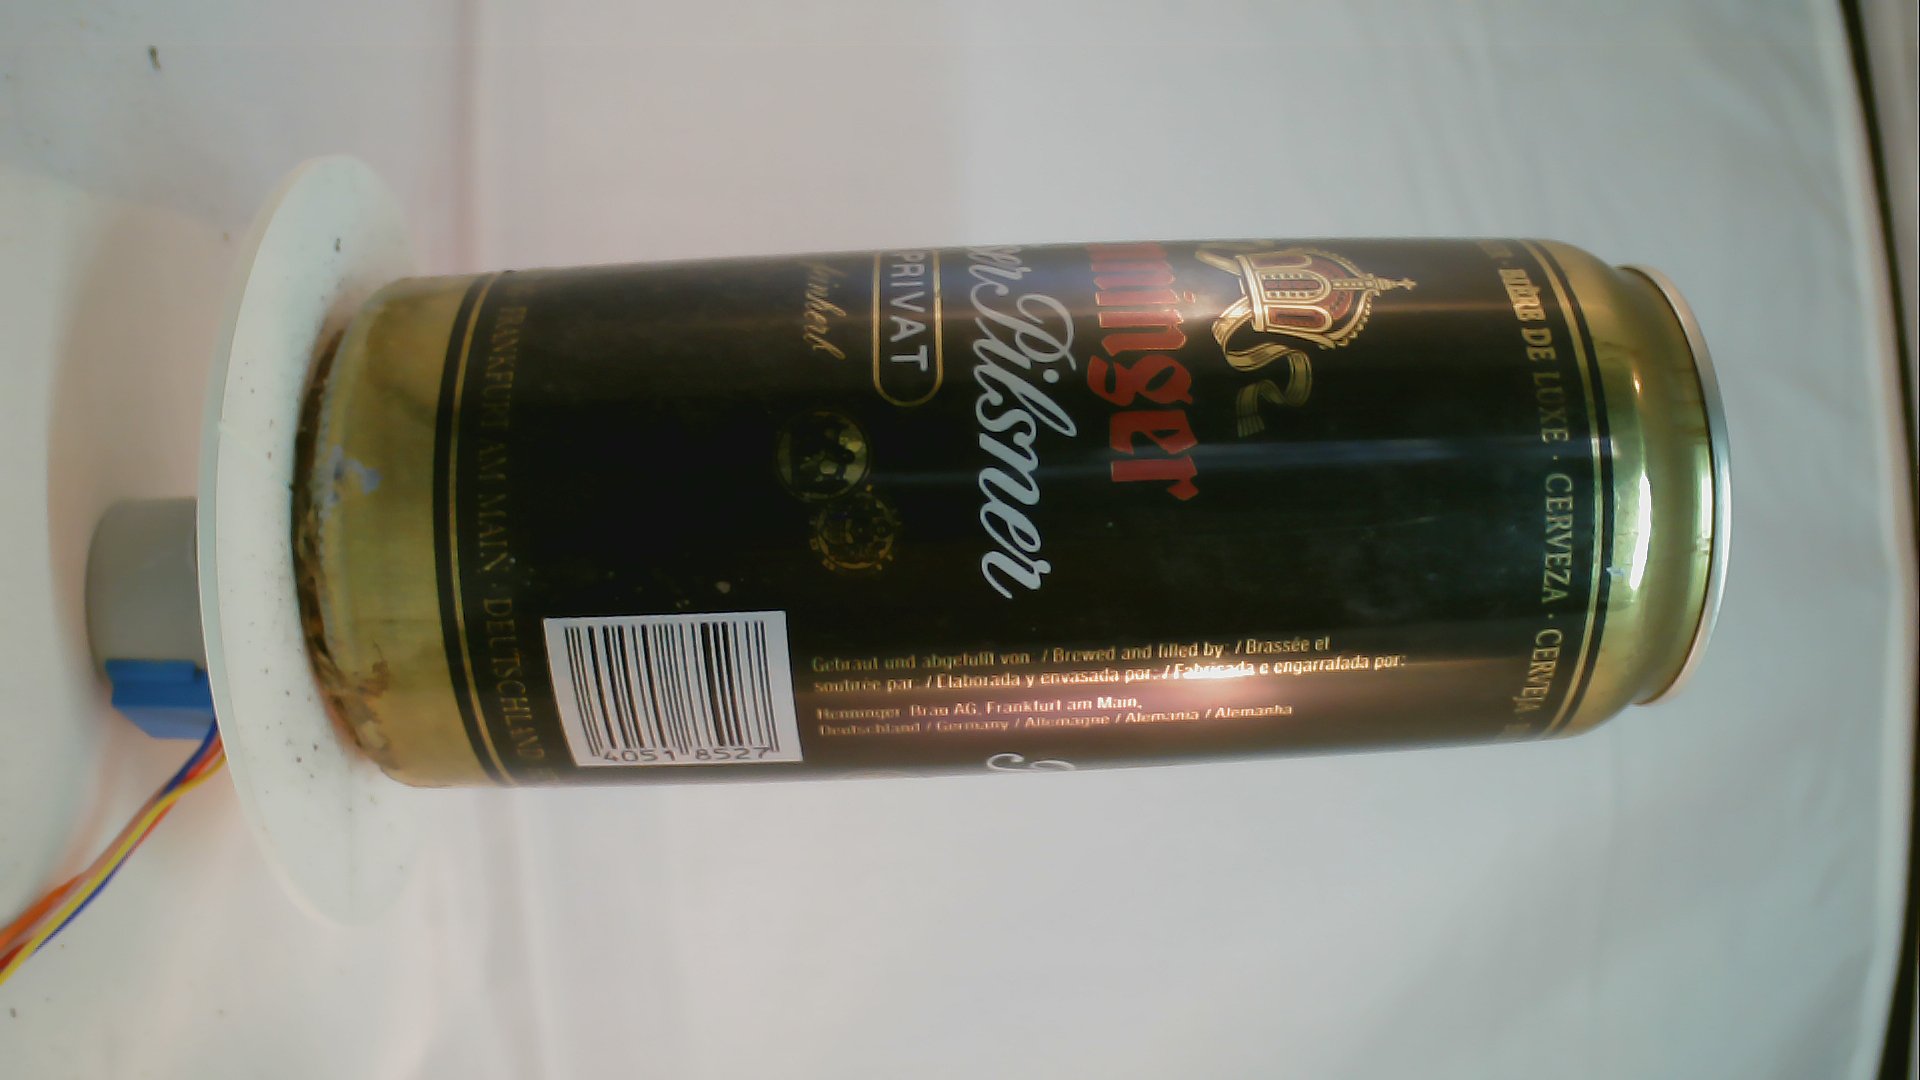 BIÈRE DE LUXE · CERVEZA · CERVEJA ·
ninger
Pilsner
PRIVAT
Gebraut und abgefüllt von: / Brewed and filled by: / Brassée et
soutirée par: / Elaborada y envasada por: / Fabricada e engarrafada por:
Henninger-Bräu AG, Frankfurt am Main,
Deutschland / Germany / Allemagne / Alemania / Alemanha
4051 8527
FRANKFURT AM MAIN · DEUTSCHLAND